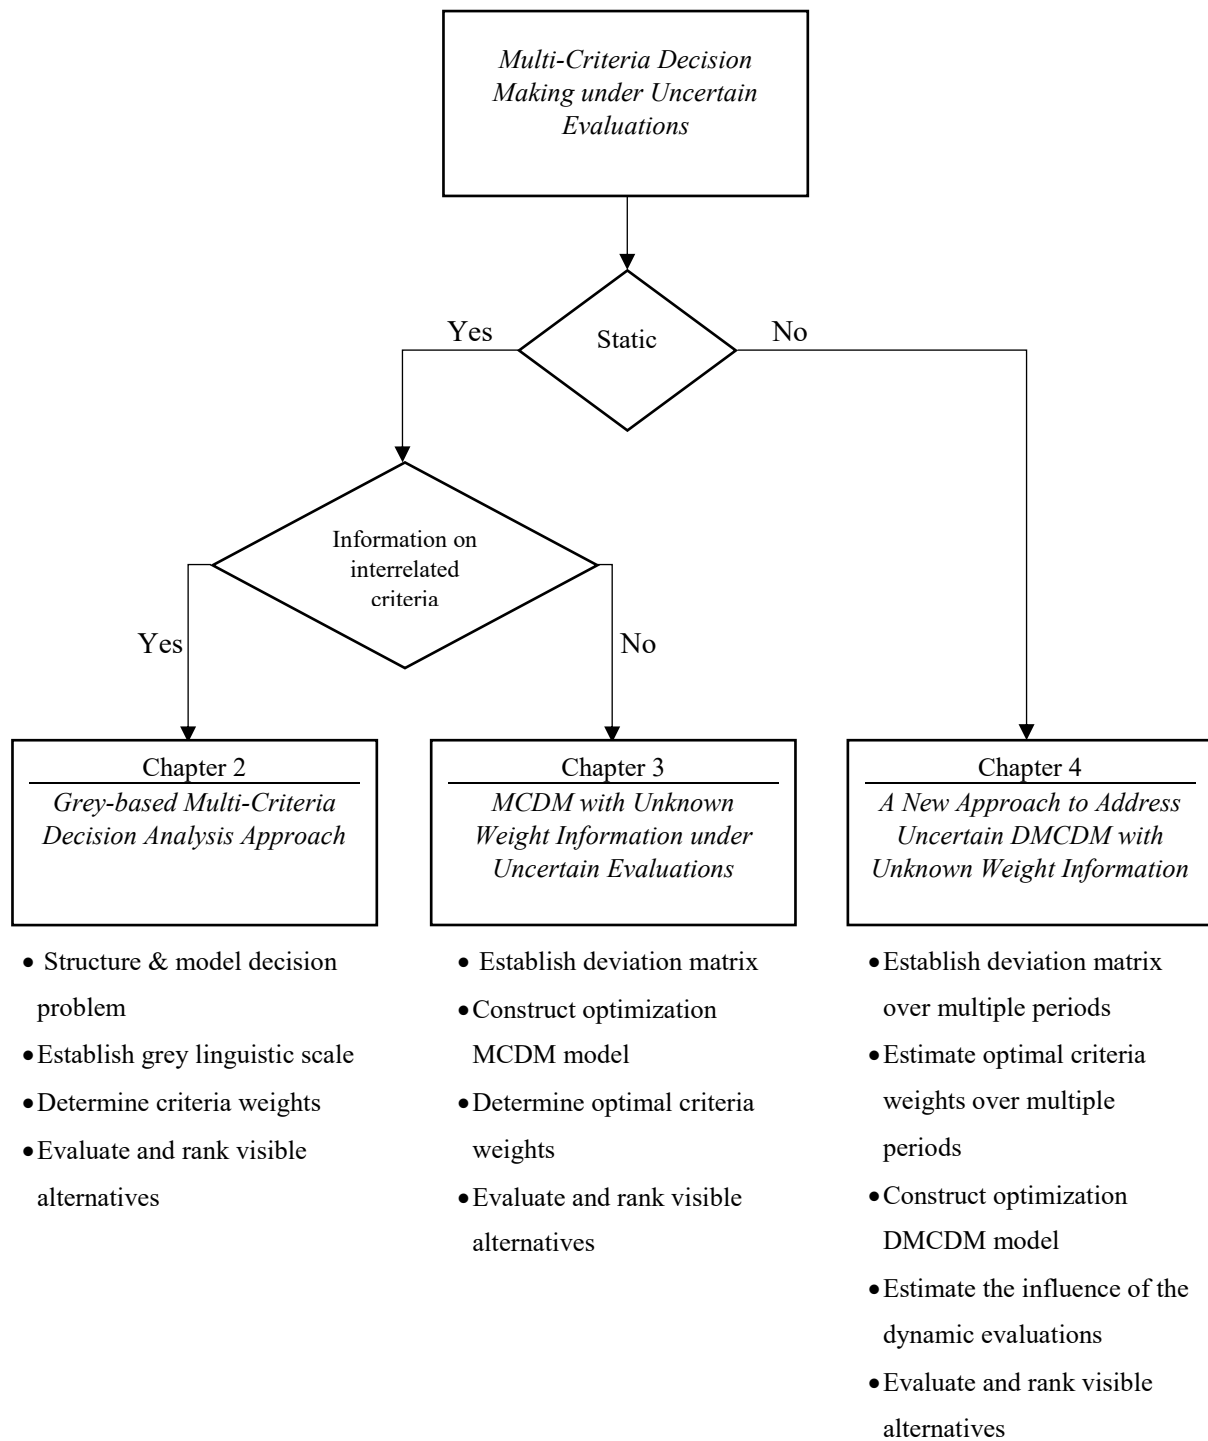 Multi-Criteria Decision
Making under Uncertain
Evaluations
Yes
Static
No
Information on
interrelated
criteria
Yes
No
Chapter 2
Grey-based Multi-Criteria
Decision Analysis Approach
Chapter 3
MCDM with Unknown
Weight Information under
Uncertain Evaluations
Chapter 4
A New Approach to Address
Uncertain DMCDM with
Unknown Weight Information
• Structure & model decision
problem
• Establish grey linguistic scale
• Determine criteria weights
• Evaluate and rank visible
alternatives
• Establish deviation matrix
• Construct optimization
MCDM model
• Determine optimal criteria
weights
• Evaluate and rank visible
alternatives
• Establish deviation matrix
over multiple periods
• Estimate optimal criteria
weights over multiple
periods
• Construct optimization
DMCDM model
• Estimate the influence of the
dynamic evaluations
• Evaluate and rank visible
alternatives